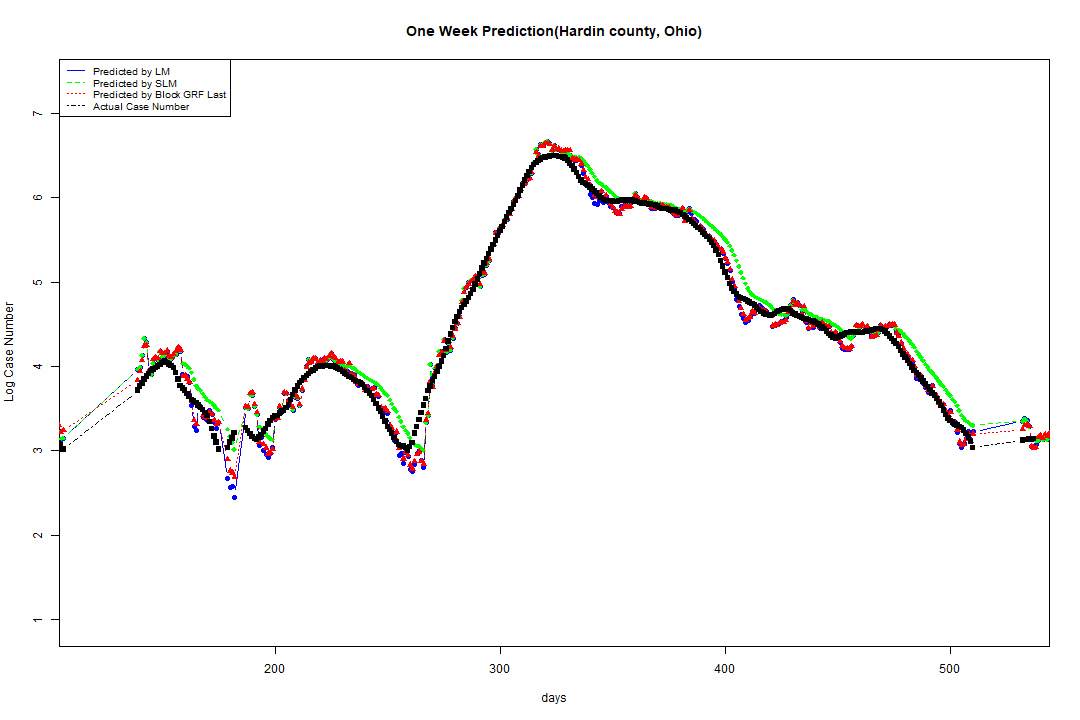 One Week Prediction(Hardin county, Ohio)
Predicted by LM
Predicted by SLM
Predicted by Block GRF Last
Actual Case Number
7
6
5
4
3
2
1
Log Case Number
200
300
400
500
days